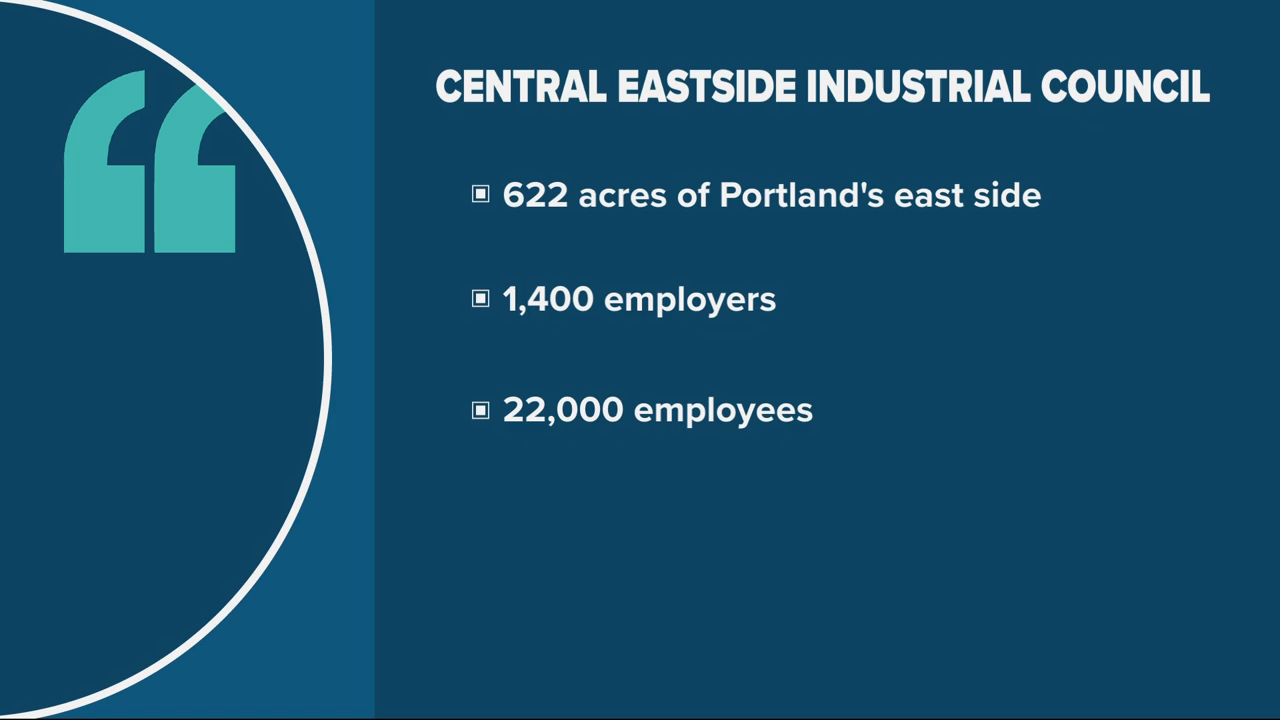 CENTRAL EASTSIDE INDUSTRIAL COUNCIL
622 acres of Portland's east side
1,400 employers
22,000 employees